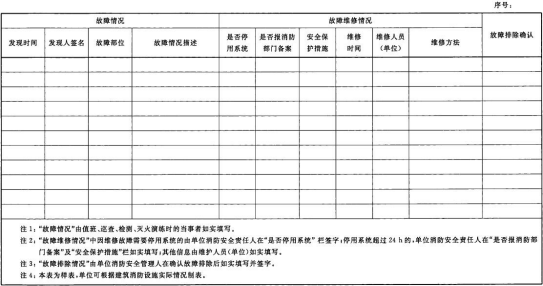 序号：
故障情况 故障维修情况 故障排除确认
发现时间 发现人签名 故障部位 故障情况描述 是否停用系统 是否报消防部门备案 安全保护措施 维修时间 维修人员(单位) 维修方法
注1：“故障情况”由值班、巡查、检测、灭火演练时的当事者如实填写。
注2：“故障维修情况”中因维修故障需要停用系统的由单位消防安全责任人在“是否停用系统”栏签字；停用系统超过24 h的，单位消防安全责任人在“是否报消防
部门备案”及“安全保护措施”栏如实填写；其他信息由维护人员(单位)如实填写。
注3：“故障排除情况”由单位消防安全管理人在确认故障排除后如实填写并签字。
注4：本表为样表，单位可根据建筑消防设施实际情况制表。